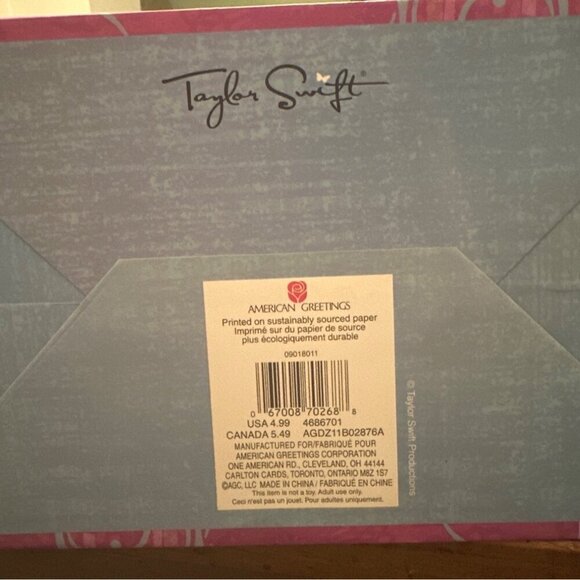 Taylor Swift
AMERICAN GREETINGS
Printed on sustainably sourced paper
Imprimé sur du papier de source
plus écologiquement durable
09018011
0 67008 70268 8
USA 4.99 4686701
CANADA 5.49 AGDZ11B02876A
MANUFACTURED FOR/FABRIQUÉ POUR
AMERICAN GREETINGS CORPORATION
ONE AMERICAN RD., CLEVELAND, OH 44144
CARLTON CARDS, TORONTO, ONTARIO M8Z 1S7
©AGC, LLC MADE IN CHINA / FABRIQUÉ EN CHINE
This item is not a toy. Adult use only.
Ceci n'est pas un jouet. Pour adultes uniquement.
© Taylor Swift Productions